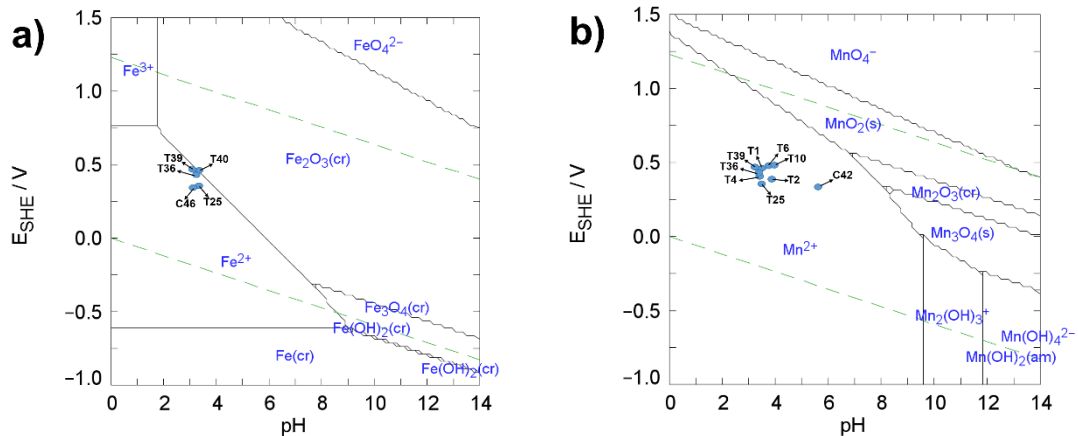 a)
1.5
1.0
0.5
0.0
−0.5
−1.0
E_SHE / V
FeO₄²⁻
Fe³⁺
Fe₂O₃(cr)
T39
T40
T36
C46
T25
Fe²⁺
Fe₃O₄(cr)
Fe(OH)₂(cr)
Fe(cr)
Fe(OH)₂(cr)
0 2 4 6 8 10 12 14
pH
b)
1.5
1.0
0.5
0.0
−0.5
−1.0
E_SHE / V
MnO₄⁻
MnO₂(s)
T39
T1
T6
T36
T10
T4
T2
C42
T25
Mn₂O₃(cr)
Mn₃O₄(s)
Mn²⁺
Mn₂(OH)₃⁺
Mn(OH)₄²⁻
Mn(OH)₂(am)
0 2 4 6 8 10 12 14
pH